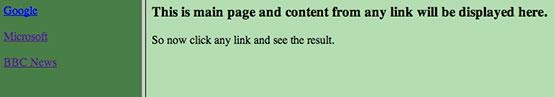 Google
Microsoft
BBC News
This is main page and content from any link will be displayed here.
So now click any link and see the result.